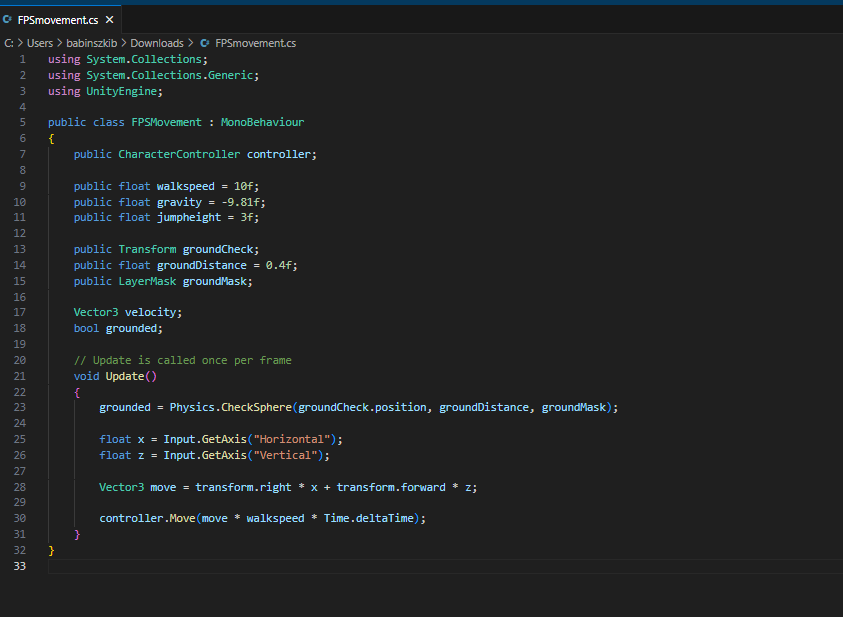 FPSmovement.cs ×
C: > Users > babinszkib > Downloads > FPSmovement.cs
1 using System.Collections;
2 using System.Collections.Generic;
3 using UnityEngine;
4
5 public class FPSMovement : MonoBehaviour
6 {
7     public CharacterController controller;
8
9     public float walkspeed = 10f;
10     public float gravity = -9.81f;
11     public float jumpheight = 3f;
12
13     public Transform groundCheck;
14     public float groundDistance = 0.4f;
15     public LayerMask groundMask;
16
17     Vector3 velocity;
18     bool grounded;
19
20     // Update is called once per frame
21     void Update()
22     {
23         grounded = Physics.CheckSphere(groundCheck.position, groundDistance, groundMask);
24
25         float x = Input.GetAxis("Horizontal");
26         float z = Input.GetAxis("Vertical");
27
28         Vector3 move = transform.right * x + transform.forward * z;
29
30         controller.Move(move * walkspeed * Time.deltaTime);
31     }
32 }
33